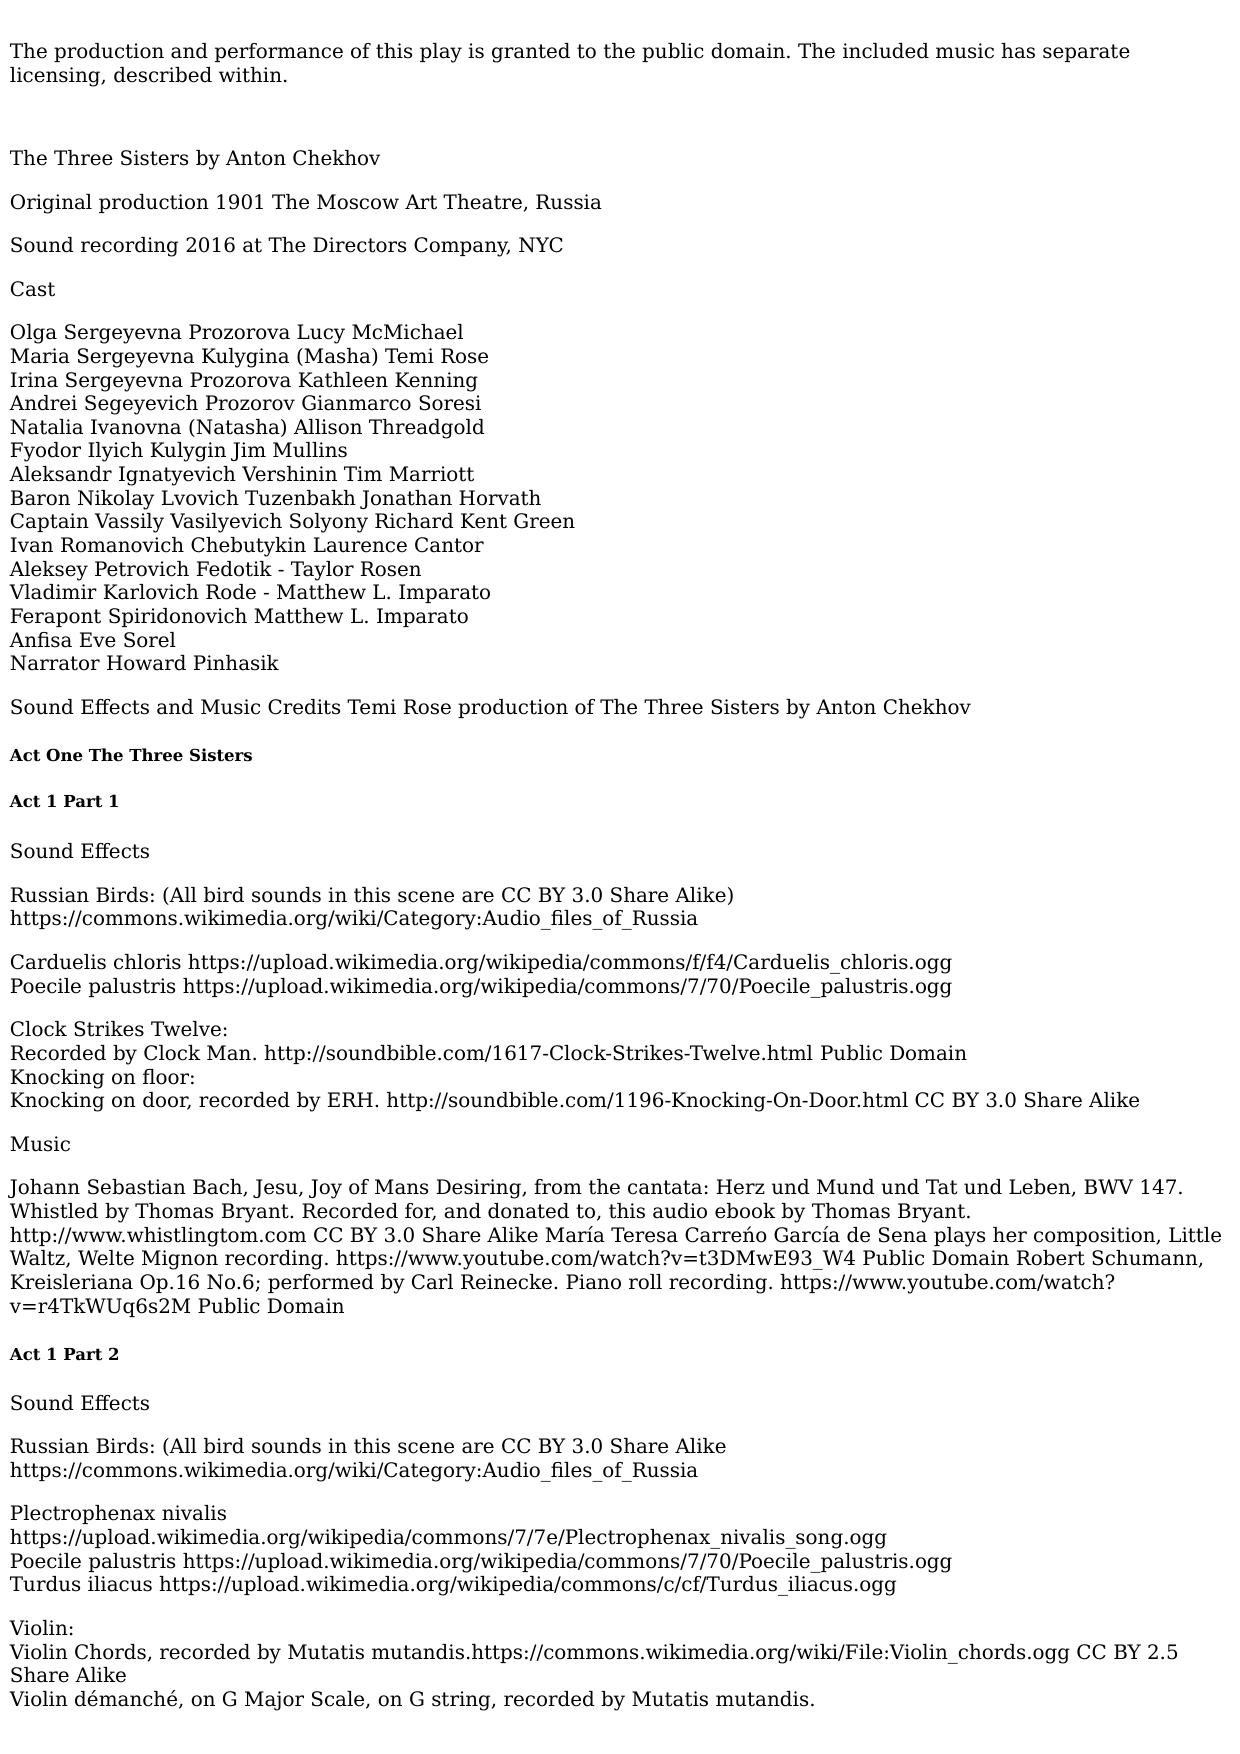 The production and performance of this play is granted to the public domain. The included music has separate
licensing, described within.
The Three Sisters by Anton Chekhov
Original production 1901 The Moscow Art Theatre, Russia
Sound recording 2016 at The Directors Company, NYC
Cast
Olga Sergeyevna Prozorova Lucy McMichael
Maria Sergeyevna Kulygina (Masha) Temi Rose
Irina Sergeyevna Prozorova Kathleen Kenning
Andrei Segeyevich Prozorov Gianmarco Soresi
Natalia Ivanovna (Natasha) Allison Threadgold
Fyodor Ilyich Kulygin Jim Mullins
Aleksandr Ignatyevich Vershinin Tim Marriott
Baron Nikolay Lvovich Tuzenbakh Jonathan Horvath
Captain Vassily Vasilyevich Solyony Richard Kent Green
Ivan Romanovich Chebutykin Laurence Cantor
Aleksey Petrovich Fedotik - Taylor Rosen
Vladimir Karlovich Rode - Matthew L. Imparato
Ferapont Spiridonovich Matthew L. Imparato
Anfisa Eve Sorel
Narrator Howard Pinhasik
Sound Effects and Music Credits Temi Rose production of The Three Sisters by Anton Chekhov
Act One The Three Sisters
Act 1 Part 1
Sound Effects
Russian Birds: (All bird sounds in this scene are CC BY 3.0 Share Alike)
https://commons.wikimedia.org/wiki/Category:Audio_files_of_Russia
Carduelis chloris https://upload.wikimedia.org/wikipedia/commons/f/f4/Carduelis_chloris.ogg
Poecile palustris https://upload.wikimedia.org/wikipedia/commons/7/70/Poecile_palustris.ogg
Clock Strikes Twelve:
Recorded by Clock Man. http://soundbible.com/1617-Clock-Strikes-Twelve.html Public Domain
Knocking on floor:
Knocking on door, recorded by ERH. http://soundbible.com/1196-Knocking-On-Door.html CC BY 3.0 Share Alike
Music
Johann Sebastian Bach, Jesu, Joy of Mans Desiring, from the cantata: Herz und Mund und Tat und Leben, BWV 147.
Whistled by Thomas Bryant. Recorded for, and donated to, this audio ebook by Thomas Bryant.
http://www.whistlingtom.com CC BY 3.0 Share Alike María Teresa Carreńo García de Sena plays her composition, Little
Waltz, Welte Mignon recording. https://www.youtube.com/watch?v=t3DMwE93_W4 Public Domain Robert Schumann,
Kreisleriana Op.16 No.6; performed by Carl Reinecke. Piano roll recording. https://www.youtube.com/watch?
v=r4TkWUq6s2M Public Domain
Act 1 Part 2
Sound Effects
Russian Birds: (All bird sounds in this scene are CC BY 3.0 Share Alike
https://commons.wikimedia.org/wiki/Category:Audio_files_of_Russia
Plectrophenax nivalis
https://upload.wikimedia.org/wikipedia/commons/7/7e/Plectrophenax_nivalis_song.ogg
Poecile palustris https://upload.wikimedia.org/wikipedia/commons/7/70/Poecile_palustris.ogg
Turdus iliacus https://upload.wikimedia.org/wikipedia/commons/c/cf/Turdus_iliacus.ogg
Violin:
Violin Chords, recorded by Mutatis mutandis.https://commons.wikimedia.org/wiki/File:Violin_chords.ogg CC BY 2.5
Share Alike
Violin démanché, on G Major Scale, on G string, recorded by Mutatis mutandis.